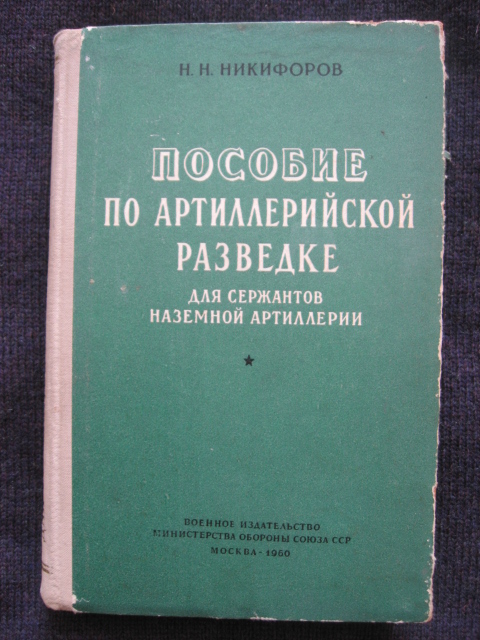 Н. Н. НИКИФОРОВ
ПОСОБИЕ
ПО АРТИЛЛЕРИЙСКОЙ
РАЗВЕДКЕ
ДЛЯ СЕРЖАНТОВ
НАЗЕМНОЙ АРТИЛЛЕРИИ
ВОЕННОЕ ИЗДАТЕЛЬСТВО
МИНИСТЕРСТВА ОБОРОНЫ СОЮЗА ССР
МОСКВА - 1960